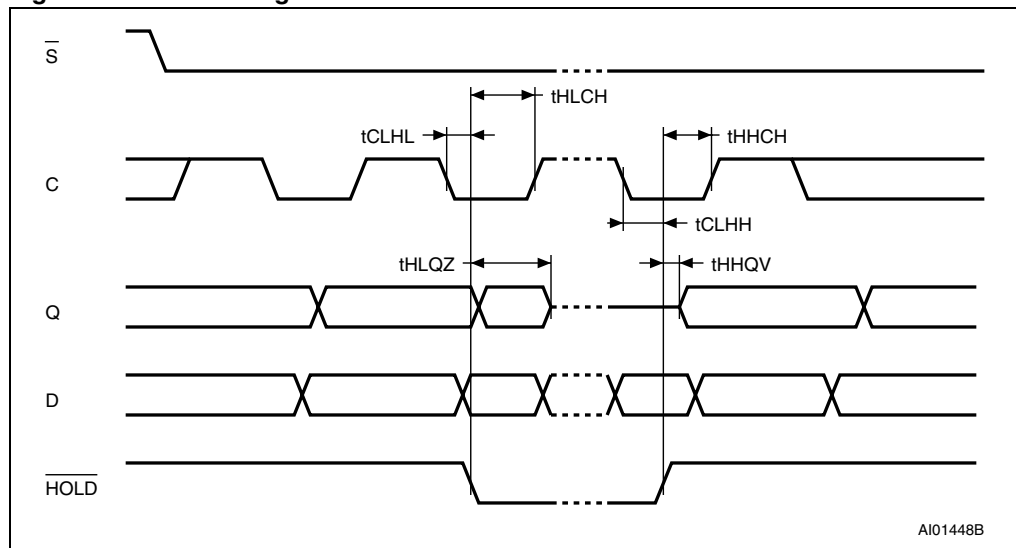 S
tHLCH
tCLHL
tHHCH
C
tCLHH
tHLQZ
tHHQV
Q
D
HOLD
AI01448B